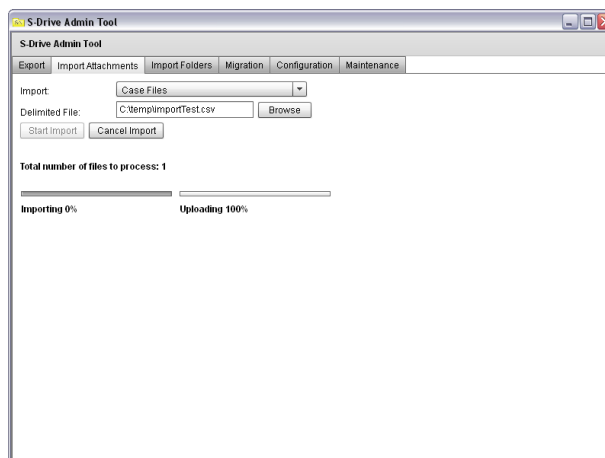 S-Drive Admin Tool
S-Drive Admin Tool
Export Import Attachments Import Folders Migration Configuration Maintenance
Import: Case Files
Delimited File: C:\temp\importTest.csv Browse
Start Import Cancel Import
Total number of files to process: 1
Importing 0% Uploading 100%